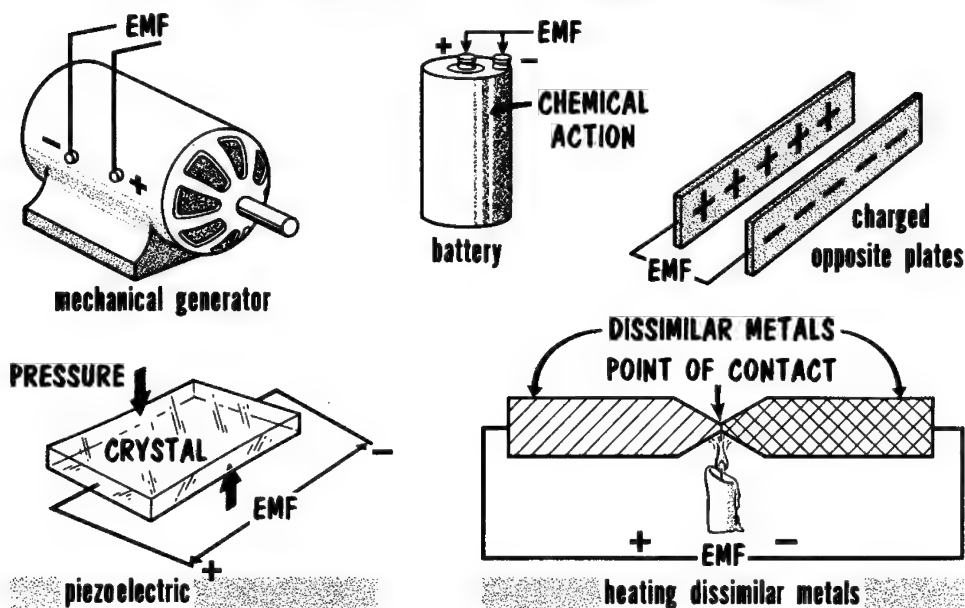 EMF
EMF
−
+
mechanical generator
EMF
+
−
CHEMICAL
ACTION
battery
+ + + + +
− − − − −
EMF
charged
opposite plates
PRESSURE
CRYSTAL
−
EMF
+
piezoelectric
DISSIMILAR METALS
POINT OF CONTACT
+
−
EMF
heating dissimilar metals